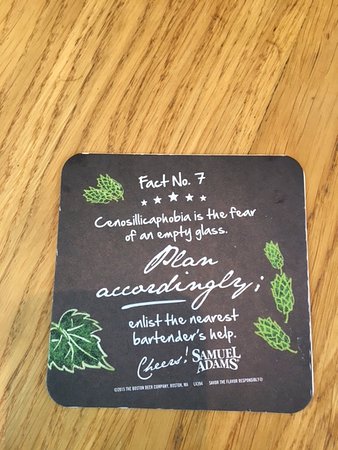 Fact No. 7
Cenosillicaphobia is the fear
of an empty glass.
Plan
accordingly;
enlist the nearest
bartender's help.
Cheers! SAMUEL
ADAMS
©2015 THE BOSTON BEER COMPANY, BOSTON, MA SAVOR THE FLAVOR RESPONSIBLY®